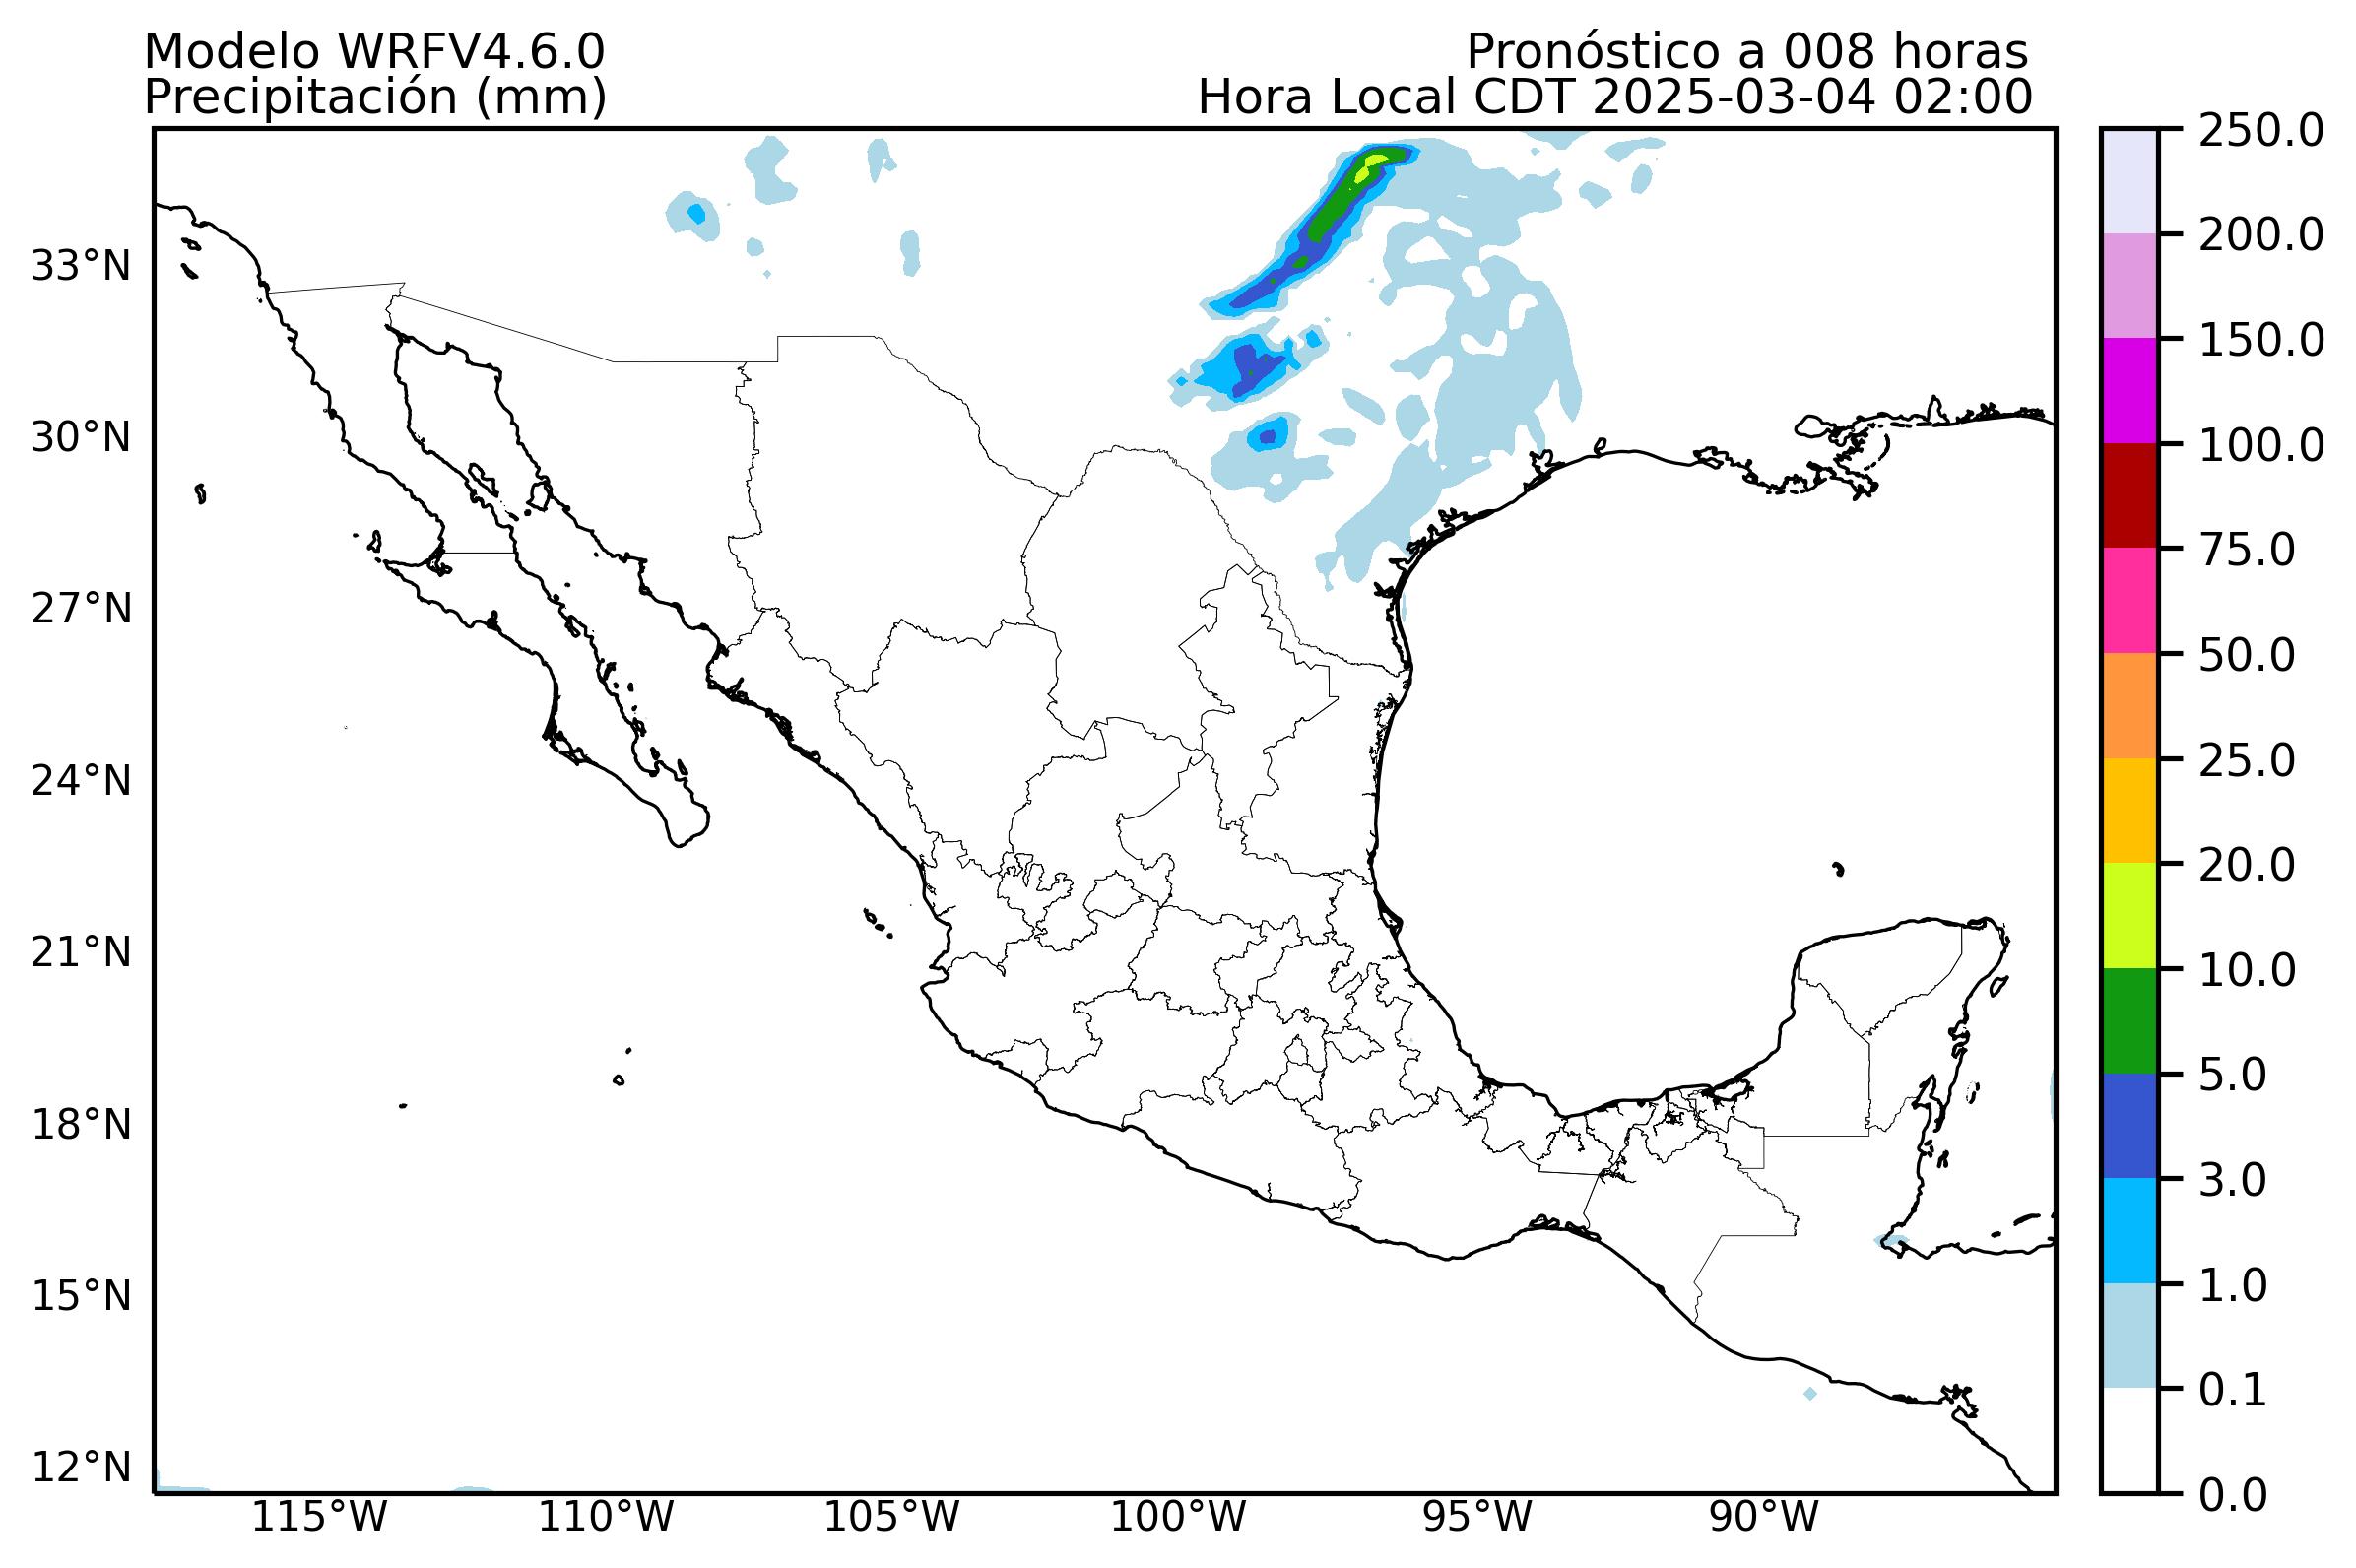 Modelo WRFV4.6.0
Precipitación (mm)
Pronóstico a 008 horas
Hora Local CDT 2025-03-04 02:00
33°N
30°N
27°N
24°N
21°N
18°N
15°N
12°N
115°W
110°W
105°W
100°W
95°W
90°W
250.0
200.0
150.0
100.0
75.0
50.0
25.0
20.0
10.0
5.0
3.0
1.0
0.1
0.0